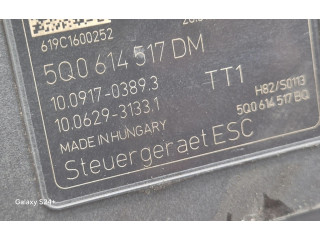 619C1600252
5Q0 614 517 DM
10.0917-0389.3
TT1
H82/S0113
10.0629-3133.1
5Q0 614 517 BQ
MADE IN HUNGARY
Steuergeraet ESC
Galaxy S24+